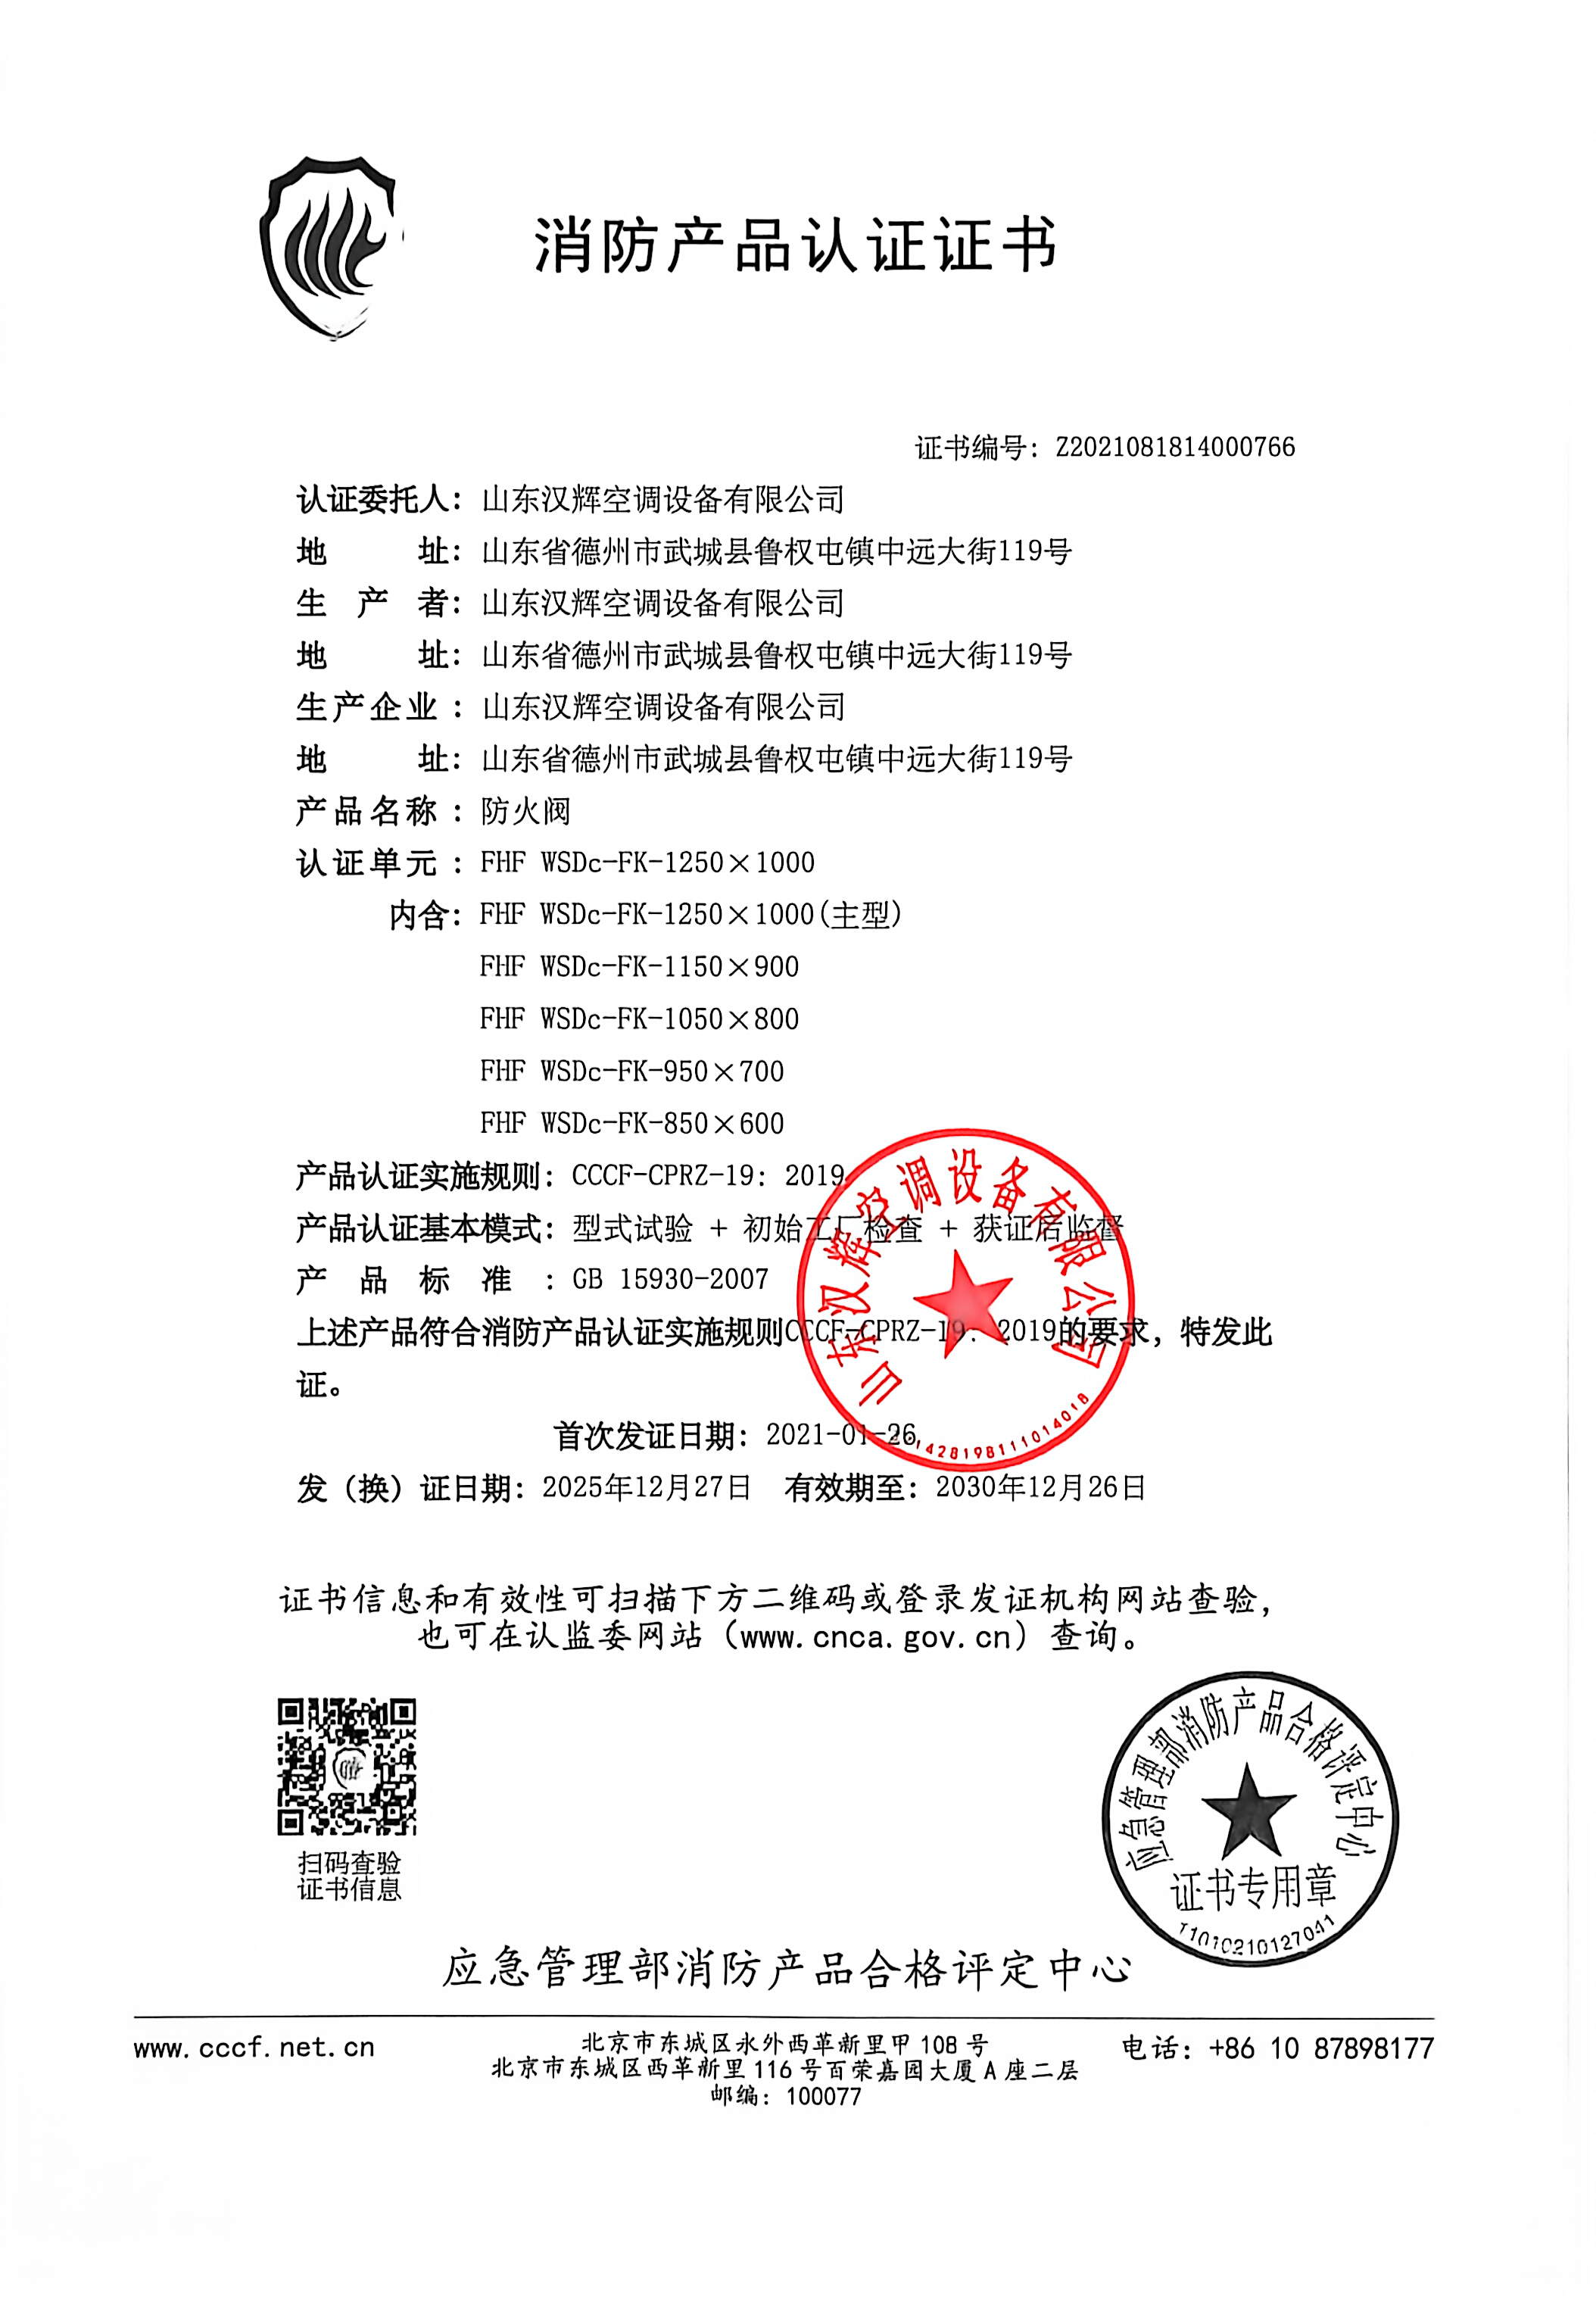 消防产品认证证书
证书编号：Z2021081814000766
认证委托人：山东汉辉空调设备有限公司
地　　址：山东省德州市武城县鲁权屯镇中远大街119号
生 产 者：山东汉辉空调设备有限公司
地　　址：山东省德州市武城县鲁权屯镇中远大街119号
生产企业：山东汉辉空调设备有限公司
地　　址：山东省德州市武城县鲁权屯镇中远大街119号
产品名称：防火阀
认证单元：FHF WSDc-FK-1250×1000
内含：FHF WSDc-FK-1250×1000(主型)
FHF WSDc-FK-1150×900
FHF WSDc-FK-1050×800
FHF WSDc-FK-950×700
FHF WSDc-FK-850×600
产品认证实施规则：CCCF-CPRZ-19：2019
产品认证基本模式：型式试验 + 初始工厂检查 + 获证后监督
产 品 标 准：GB 15930-2007
上述产品符合消防产品认证实施规则CCCF-CPRZ-19：2019的要求，特发此
证。
首次发证日期：2021-01-26
发（换）证日期：2025年12月27日　有效期至：2030年12月26日
山东汉辉空调设备有限公司
证书信息和有效性可扫描下方二维码或登录发证机构网站查验，
也可在认监委网站（www.cnca.gov.cn）查询。
扫码查验
证书信息
应急管理部消防产品合格评定中心
证书专用章
11010210127041
应急管理部消防产品合格评定中心
www.cccf.net.cn
北京市东城区永外西革新里甲 108 号
北京市东城区西革新里 116 号百荣嘉园大厦 A 座二层
邮编：100077
电话：+86 10 87898177